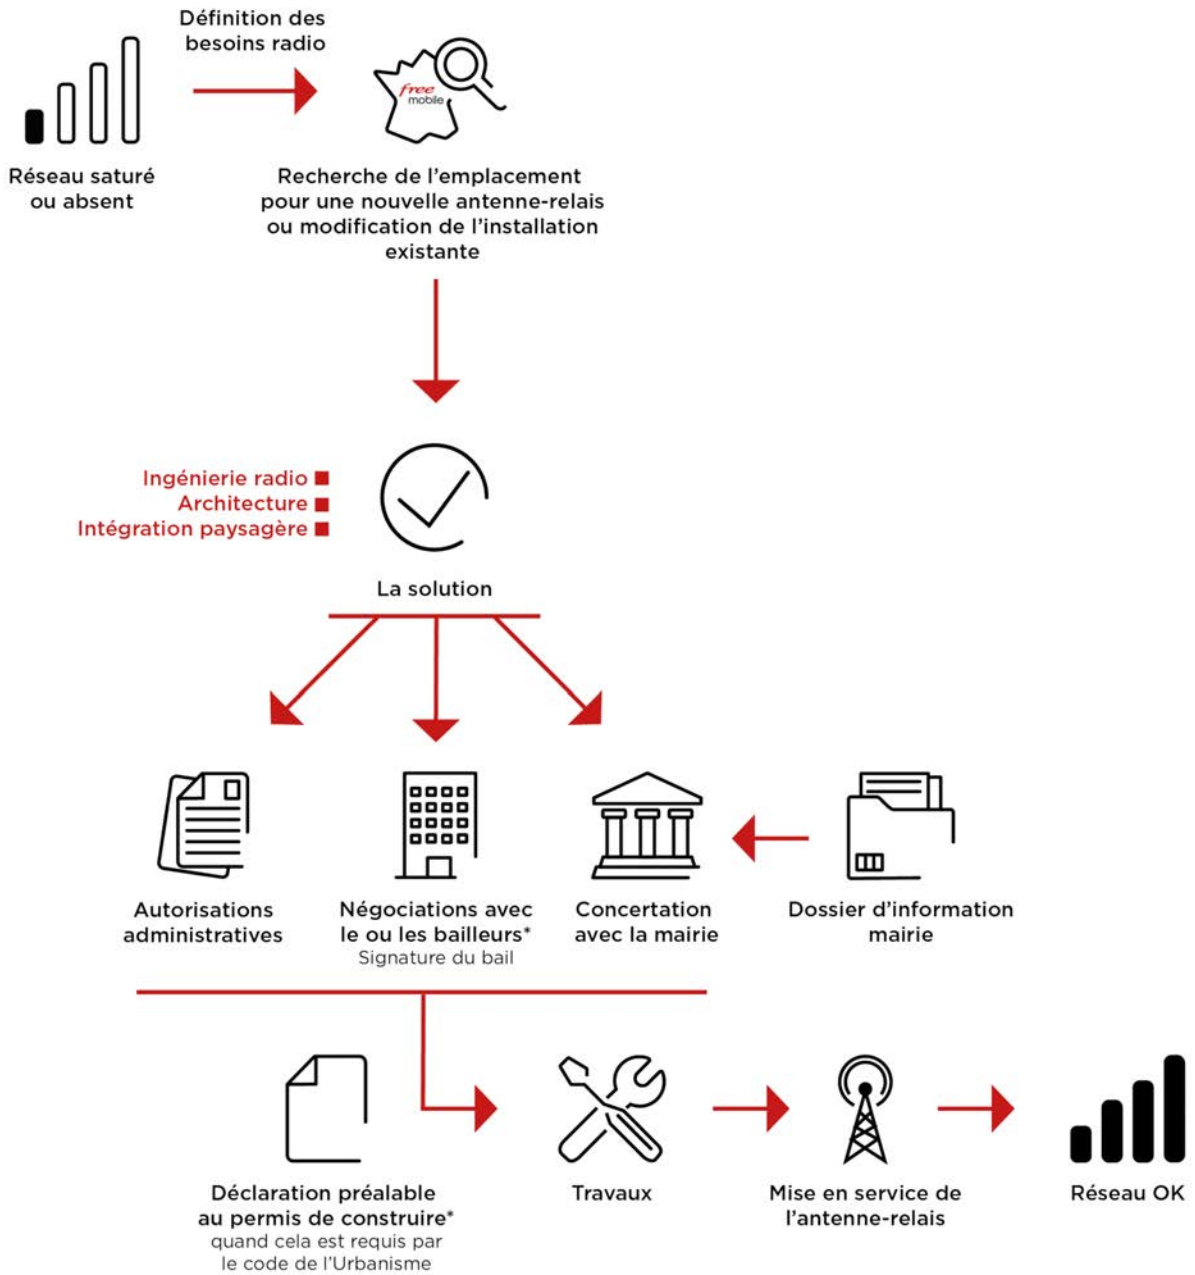 Définition des
besoins radio
free
mobile
Réseau saturé
ou absent
Recherche de l'emplacement
pour une nouvelle antenne-relais
ou modification de l'installation
existante
Ingénierie radio
Architecture
Intégration paysagère
La solution
Autorisations
administratives
Négociations avec
le ou les bailleurs*
Signature du bail
Concertation
avec la mairie
Dossier d'information
mairie
Déclaration préalable
au permis de construire*
quand cela est requis par
le code de l'Urbanisme
Travaux
Mise en service de
l'antenne-relais
Réseau OK